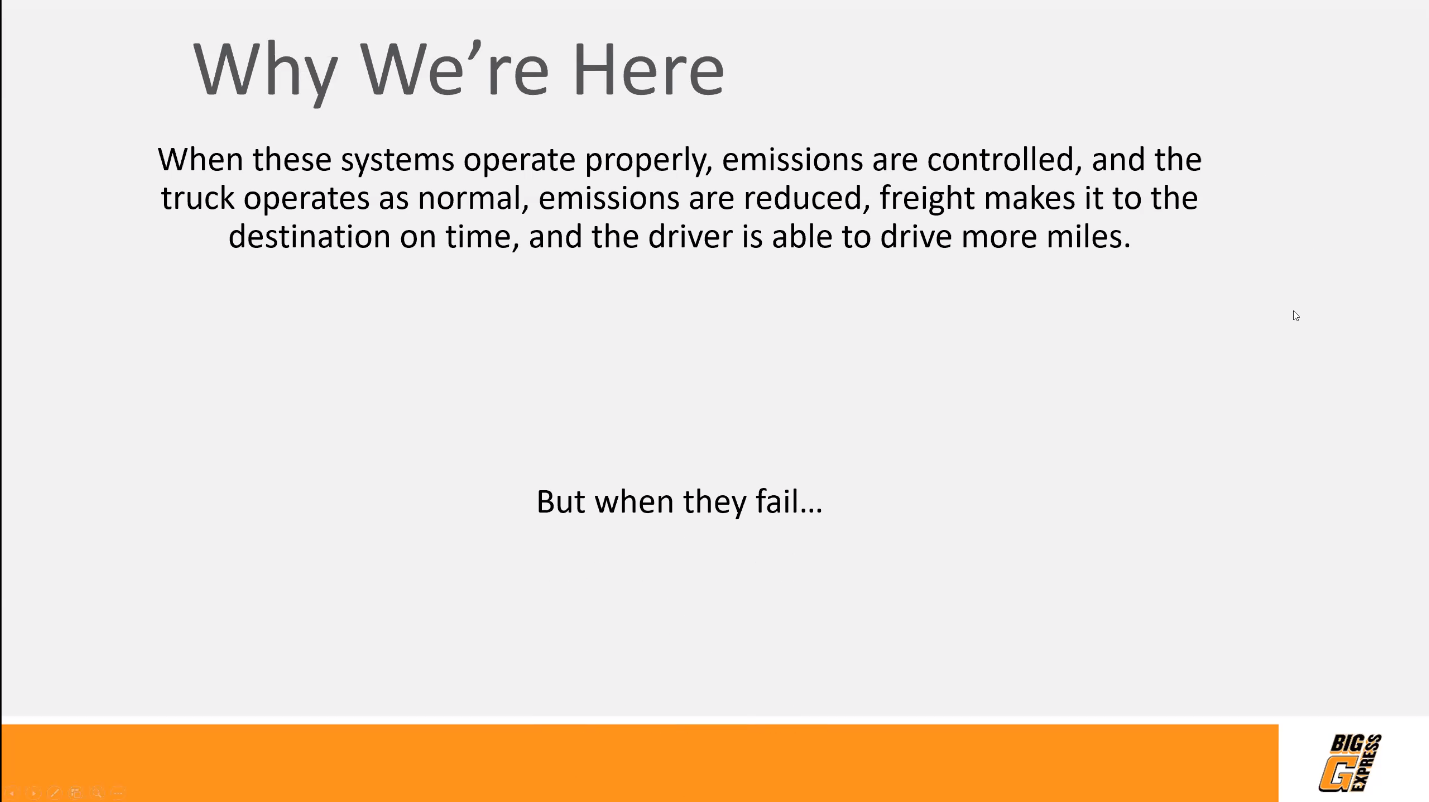 Why We’re Here
When these systems operate properly, emissions are controlled, and the
truck operates as normal, emissions are reduced, freight makes it to the
destination on time, and the driver is able to drive more miles.
But when they fail...
BIG
G
EXPRESS